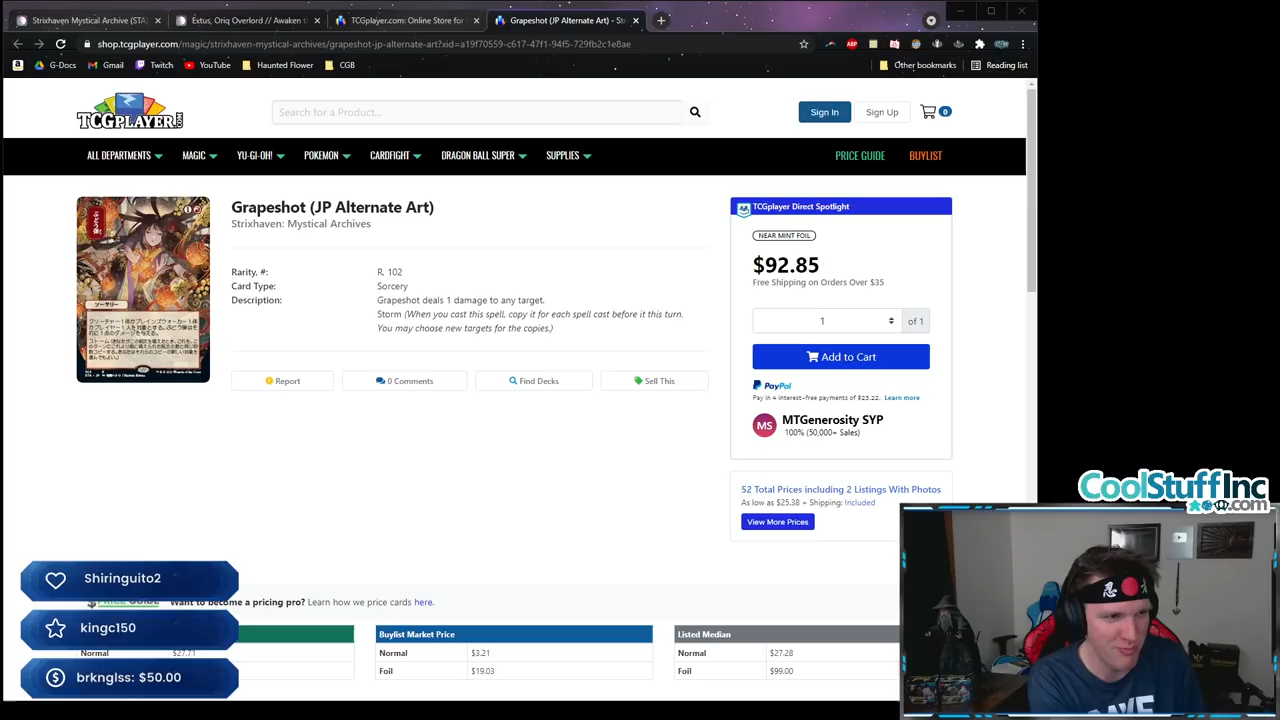 Strixhaven Mystical Archive (STA)
Extus, Oriq Overlord // Awaken t
TCGplayer.com: Online Store for
Grapeshot (JP Alternate Art) - St
shop.tcgplayer.com/magic/strixhaven-mystical-archives/grapeshot-jp-alternate-art?xid=a19f70559-c617-47f1-94f5-729fb2c1e8ae
G-Docs
Gmail
Twitch
YouTube
Haunted Flower
CGB
Other bookmarks
Reading list
TCGPLAYER.COM
Search for a Product...
Sign In
Sign Up
0
ALL DEPARTMENTS
MAGIC
YU-GI-OH!
POKEMON
CARDFIGHT
DRAGON BALL SUPER
SUPPLIES
PRICE GUIDE
BUYLIST
Grapeshot (JP Alternate Art)
Strixhaven: Mystical Archives
ソーサリー
Rarity, #: R, 102
Card Type: Sorcery
Description: Grapeshot deals 1 damage to any target.
Storm (When you cast this spell, copy it for each spell cast before it this turn.
You may choose new targets for the copies.)
Report
0 Comments
Find Decks
Sell This
TCGplayer Direct Spotlight
NEAR MINT FOIL
$92.85
Free Shipping on Orders Over $35
1
of 1
Add to Cart
PayPal
Pay in 4 interest-free payments of $23.22. Learn more
MS
MTGenerosity SYP
100% (50,000+ Sales)
52 Total Prices including 2 Listings With Photos
As low as $25.38 + Shipping: Included
View More Prices
CoolStuffInc
.com
Shiringuito2
kingc150
brknglss: $50.00
PRICE GUIDE
Want to become a pricing pro? Learn how we price cards here.
Normal $27.71
Buylist Market Price
Normal $3.21
Foil $19.03
Listed Median
Normal $27.28
Foil $99.00